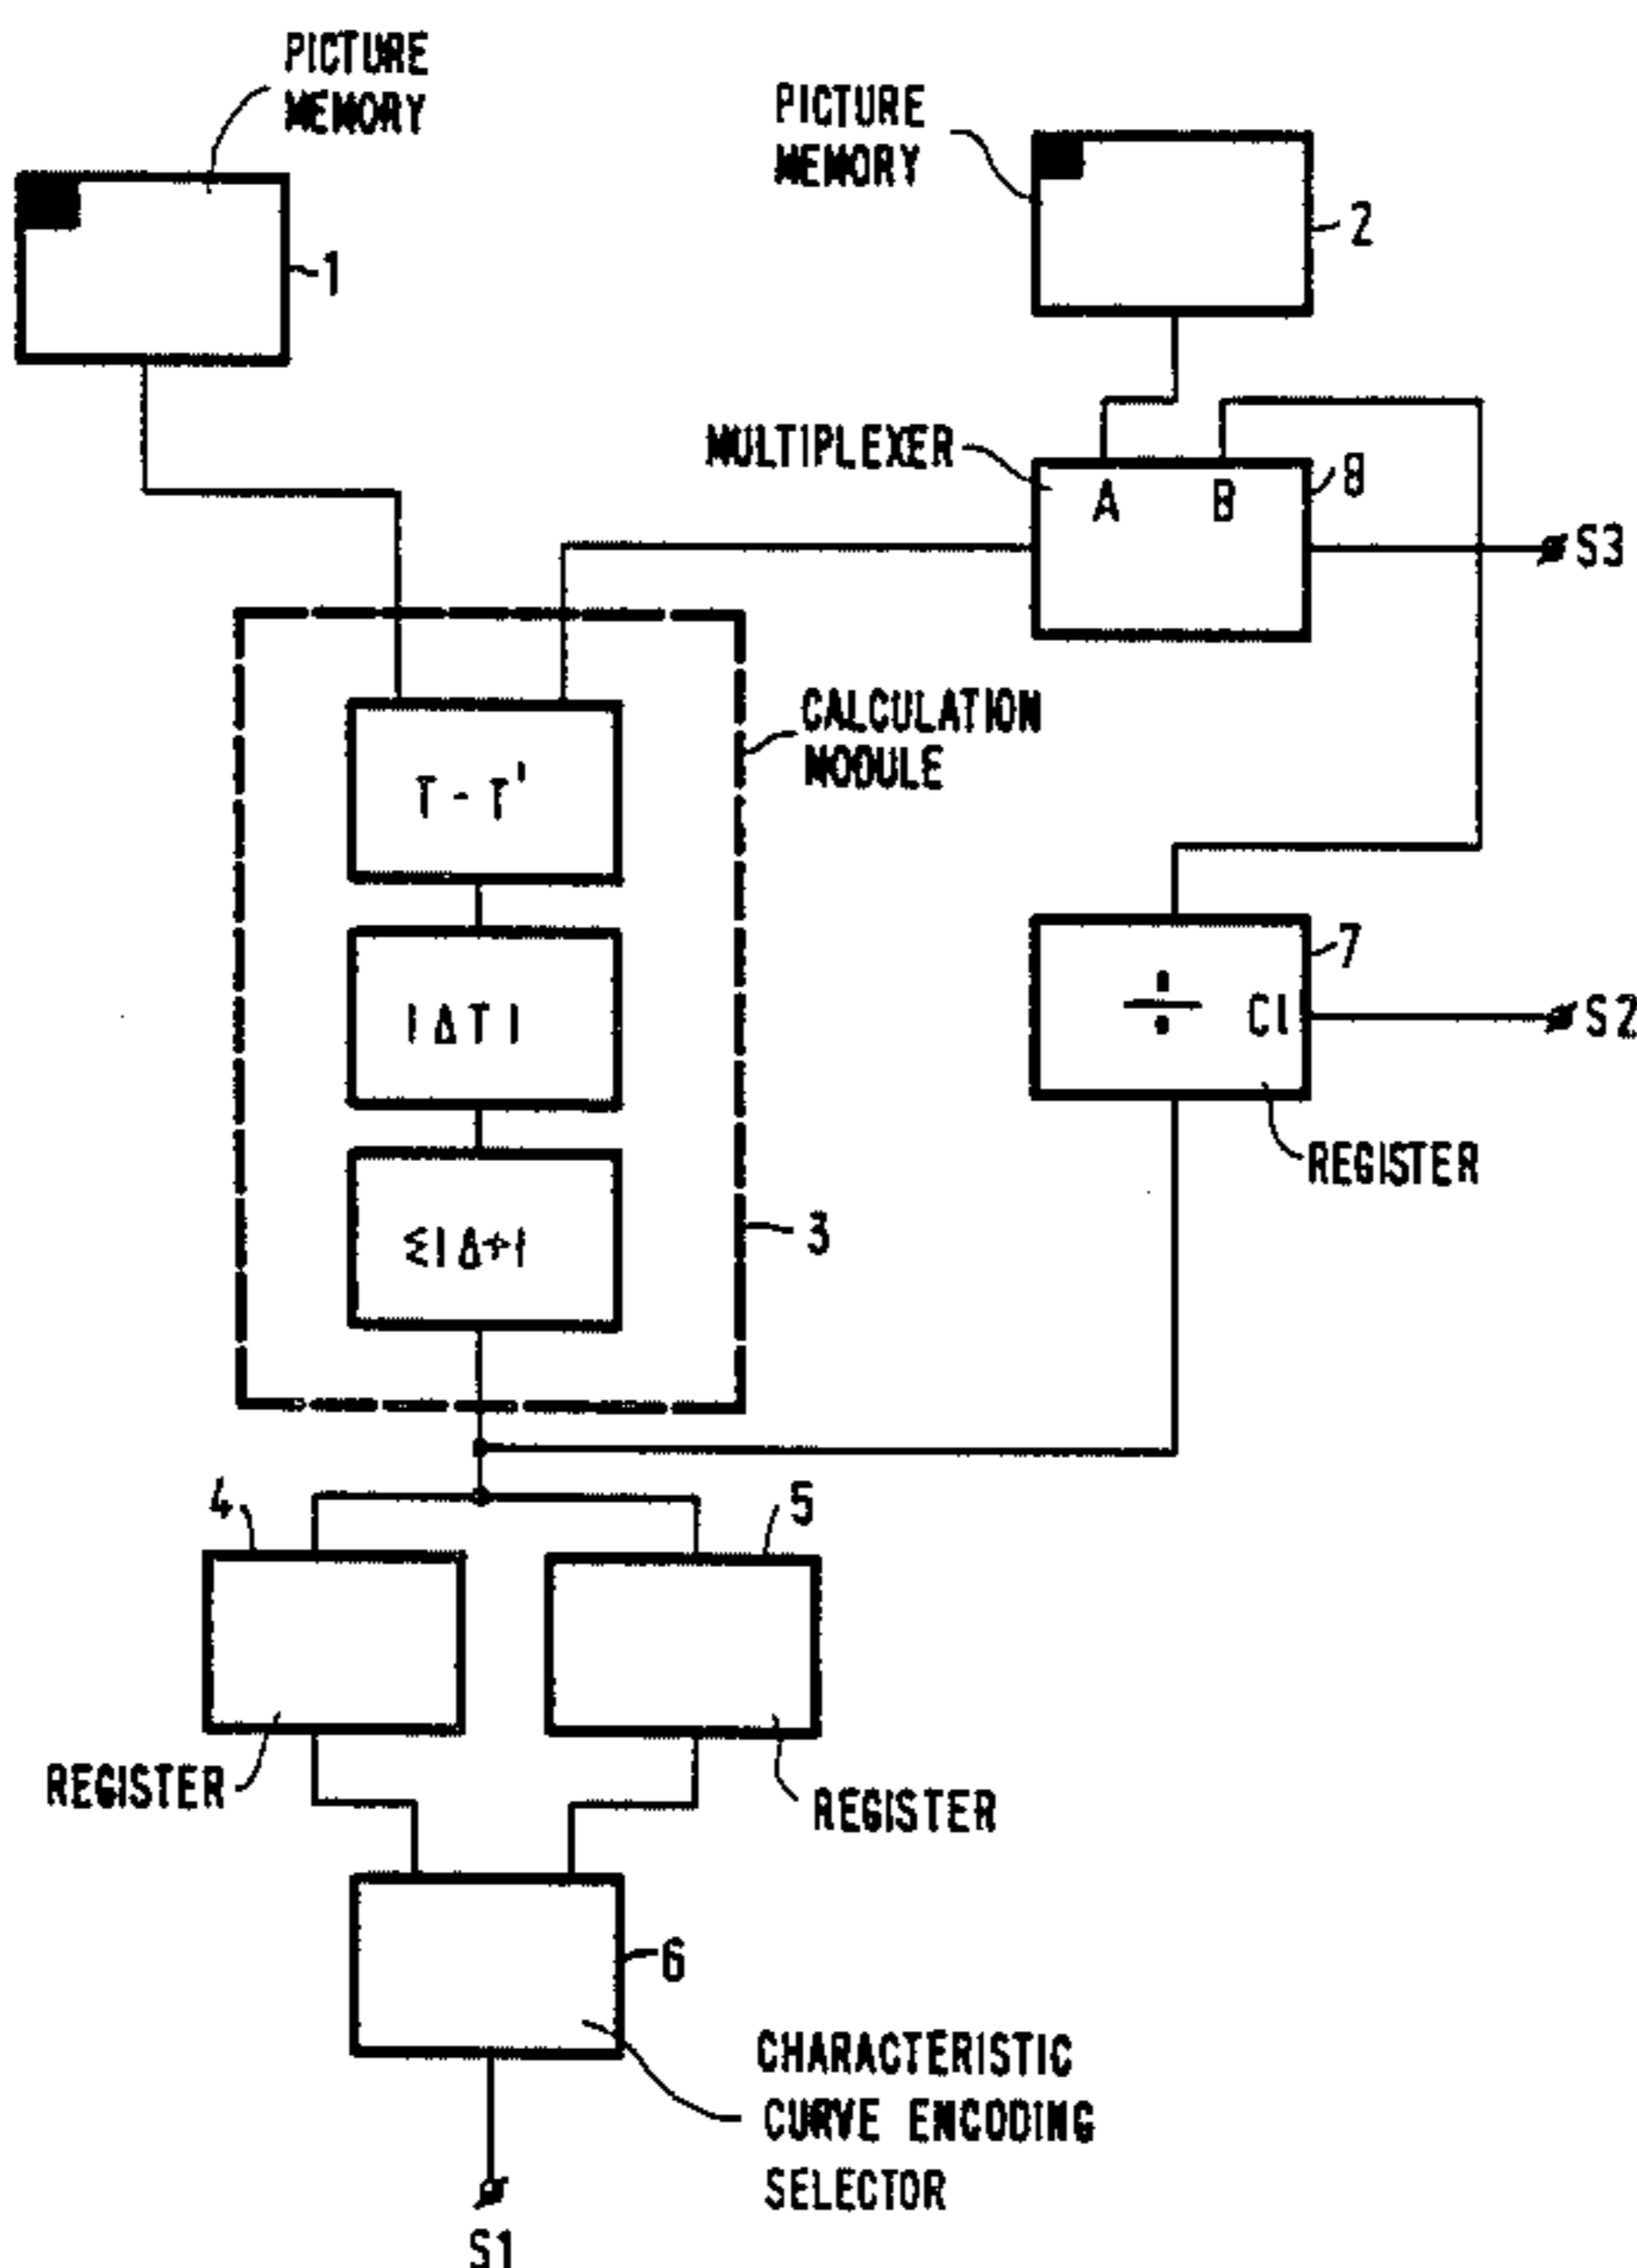 PICTURE
MEMORY
1
PICTURE
MEMORY
2
MULTIPLEXER
A B
8
S3
CALCULATION
MODULE
T - T'
|ΔT|
3
7
÷ Cl
S2
REGISTER
4
5
REGISTER
REGISTER
6
CHARACTERISTIC
CURVE ENCODING
SELECTOR
S1